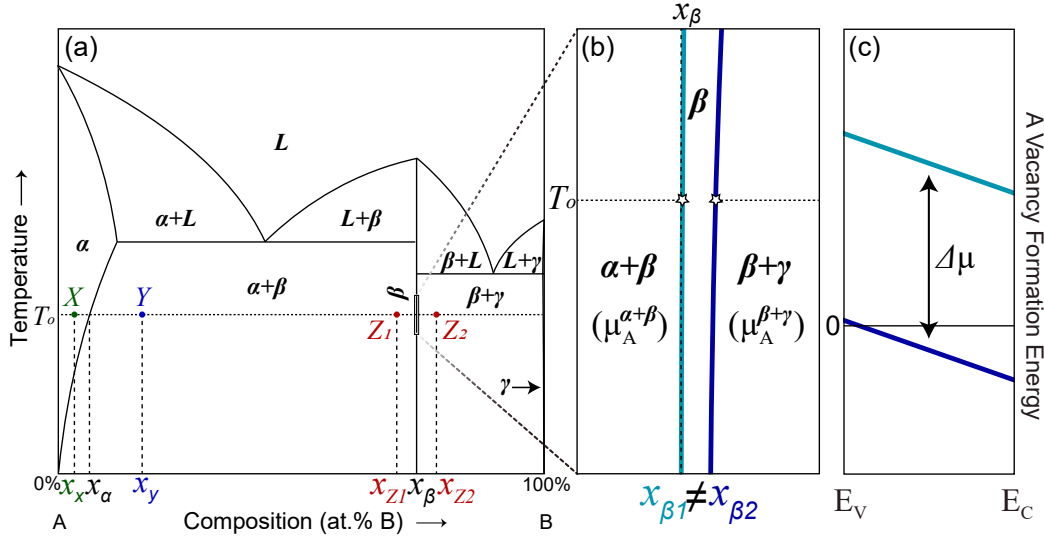 (a)
L
α+L
L+β
α
β+L
L+γ
α+β
β
β+γ
X
Y
Z1
Z2
To
γ→
Temperature →
0%
xx
xα
xy
xZ1
xβ
xZ2
100%
A
Composition (at.% B) →
B
xβ
(b)
β
To
α+β
β+γ
(μAα+β)
(μAβ+γ)
xβ1≠xβ2
(c)
Δμ
0
EV
EC
A Vacancy Formation Energy